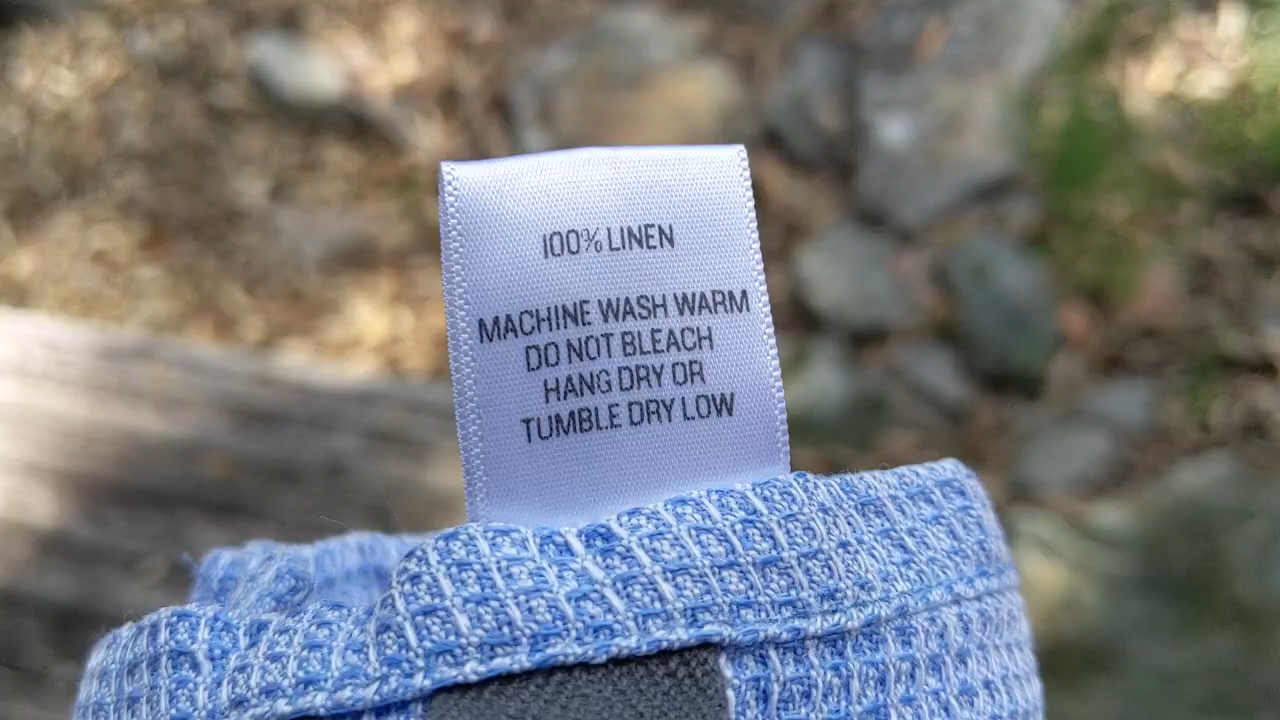 100% LINEN
MACHINE WASH WARM
DO NOT BLEACH
HANG DRY OR
TUMBLE DRY LOW